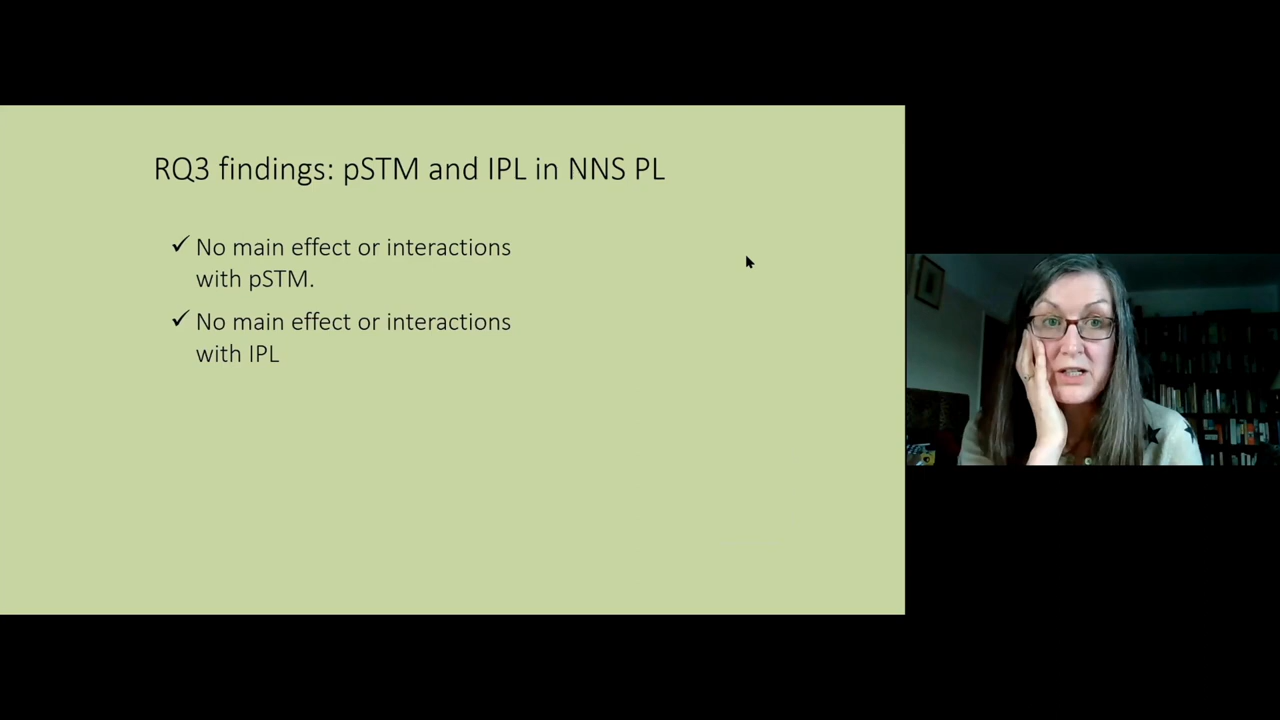 RQ3 findings: pSTM and IPL in NNS PL
✓ No main effect or interactions
with pSTM.
✓ No main effect or interactions
with IPL